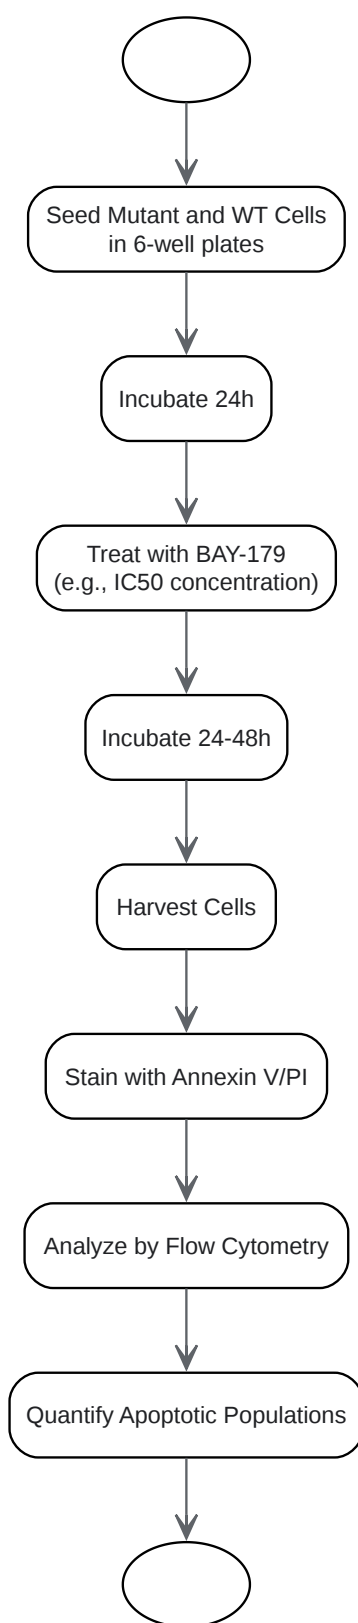 Seed Mutant and WT Cells
in 6-well plates
Incubate 24h
Treat with BAY-179
(e.g., IC50 concentration)
Incubate 24-48h
Harvest Cells
Stain with Annexin V/PI
Analyze by Flow Cytometry
Quantify Apoptotic Populations